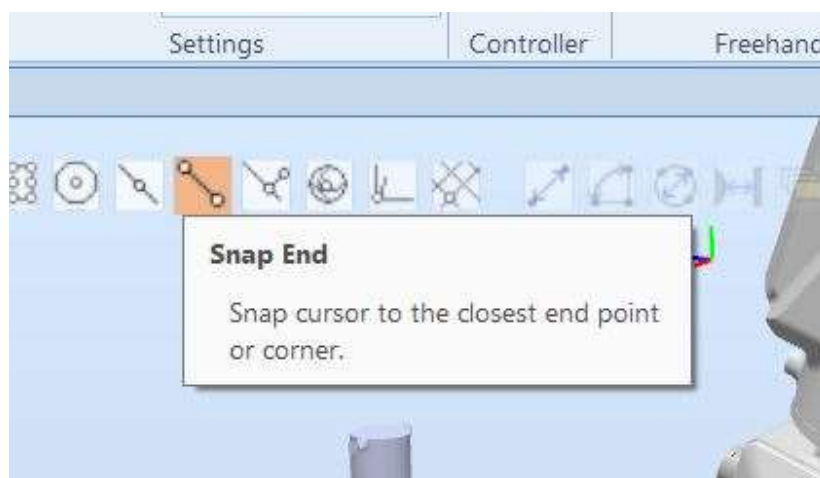 Settings
Controller
Freehand
Snap End
Snap cursor to the closest end point
or corner.